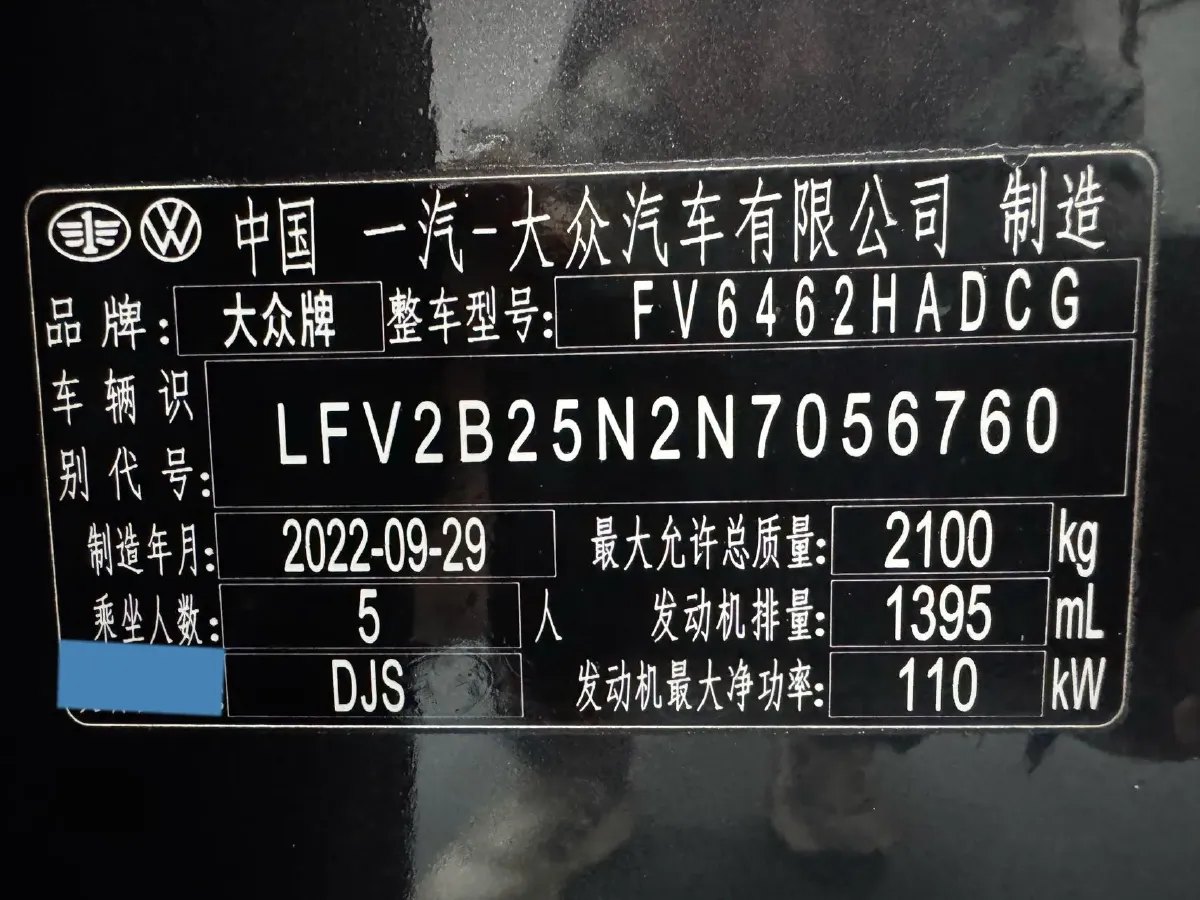 中国 一汽-大众汽车有限公司 制造
品牌: 大众牌 整车型号: FV6462HADCG
车辆识别代号: LFV2B25N2N7056760
制造年月: 2022-09-29 最大允许总质量: 2100 kg
乘坐人数: 5 人 发动机排量: 1395 mL
DJS 发动机最大净功率: 110 kW